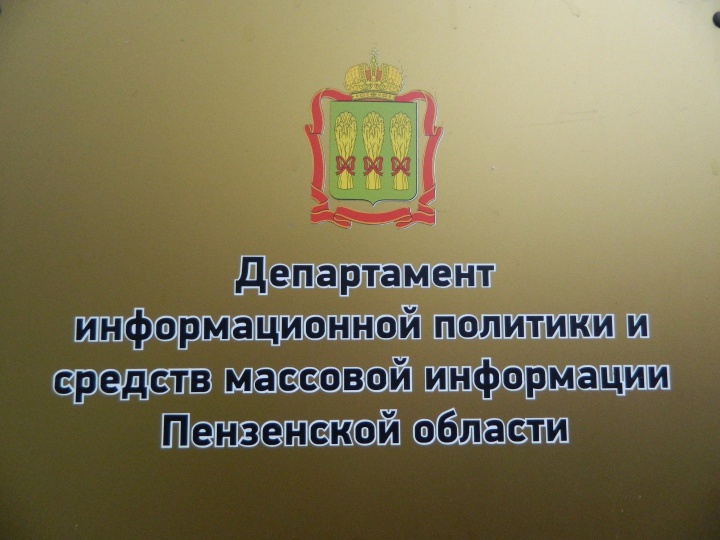 Департамент
информационной политики и
средств массовой информации
Пензенской области